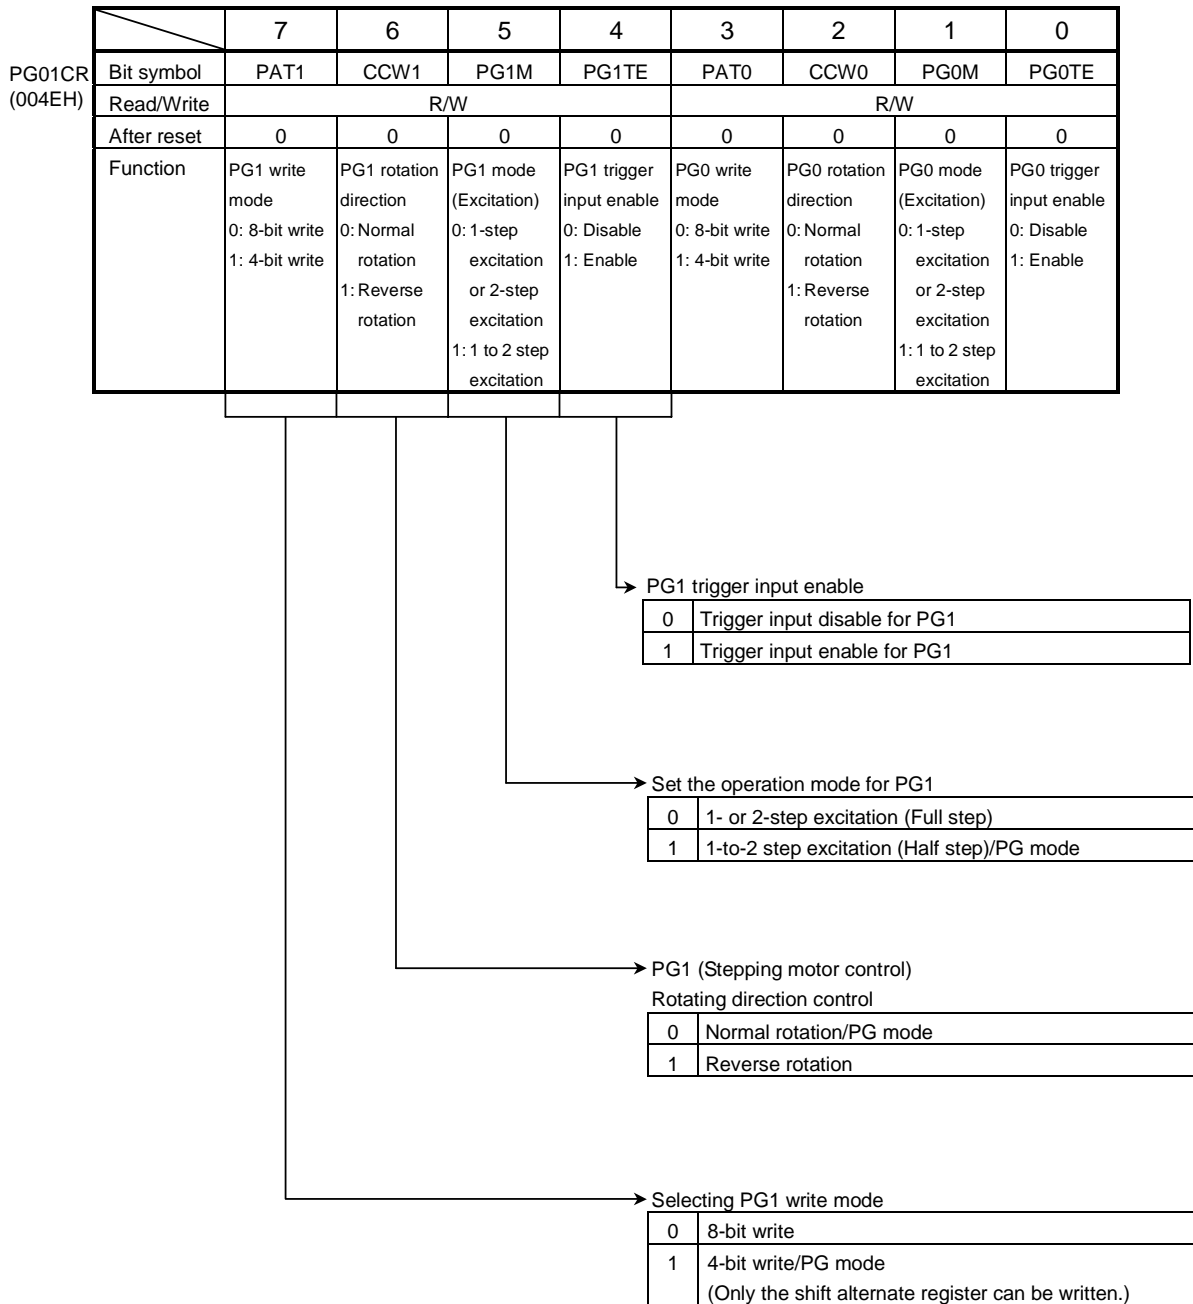 7 6 5 4 3 2 1 0
PG01CR Bit symbol PAT1 CCW1 PG1M PG1TE PAT0 CCW0 PG0M PG0TE
(004EH) Read/Write R/W R/W
After reset 0 0 0 0 0 0 0 0
Function PG1 write PG1 rotation PG1 mode PG1 trigger PG0 write PG0 rotation PG0 mode PG0 trigger
mode direction (Excitation) input enable mode direction (Excitation) input enable
0: 8-bit write 0: Normal 0: 1-step 0: Disable 0: 8-bit write 0: Normal 0: 1-step 0: Disable
1: 4-bit write rotation excitation 1: Enable 1: 4-bit write rotation excitation 1: Enable
1: Reverse or 2-step 1: Reverse or 2-step
rotation excitation rotation excitation
1: 1 to 2 step 1: 1 to 2 step
excitation excitation
PG1 trigger input enable
0 Trigger input disable for PG1
1 Trigger input enable for PG1
Set the operation mode for PG1
0 1- or 2-step excitation (Full step)
1 1-to-2 step excitation (Half step)/PG mode
PG1 (Stepping motor control)
Rotating direction control
0 Normal rotation/PG mode
1 Reverse rotation
Selecting PG1 write mode
0 8-bit write
1 4-bit write/PG mode
(Only the shift alternate register can be written.)